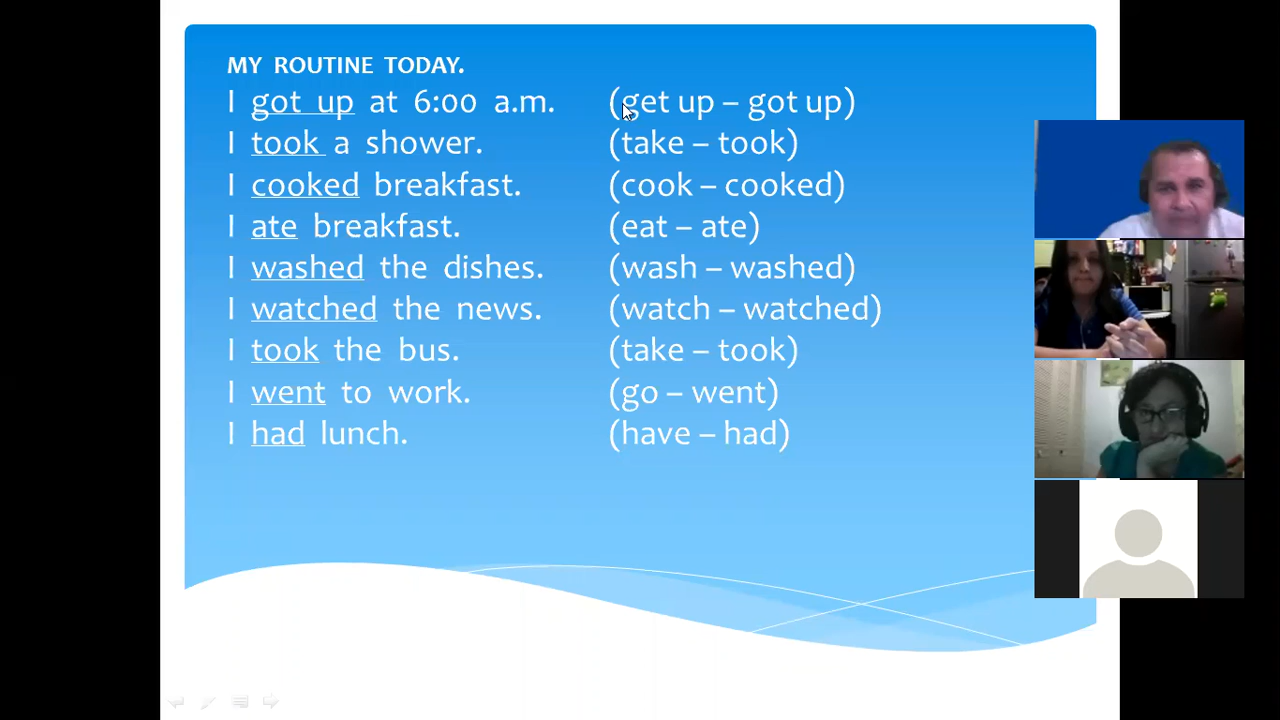 MY ROUTINE TODAY.
I got up at 6:00 a.m. (get up – got up)
I took a shower. (take – took)
I cooked breakfast. (cook – cooked)
I ate breakfast. (eat – ate)
I washed the dishes. (wash – washed)
I watched the news. (watch – watched)
I took the bus. (take – took)
I went to work. (go – went)
I had lunch. (have – had)